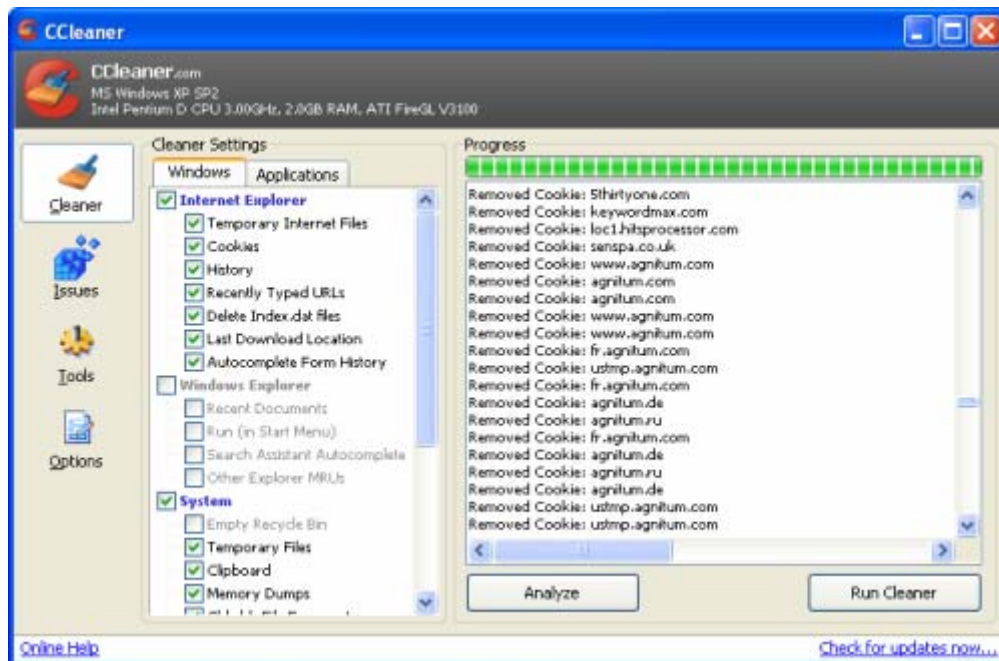 CCleaner
CCleaner.com
MS Windows XP SP2
Intel Pentium D CPU 3.00GHz, 2.0GB RAM, ATI FireGL V3100
Cleaner
Issues
Tools
Options
Cleaner Settings
Windows
Applications
Internet Explorer
Temporary Internet Files
Cookies
History
Recently Typed URLs
Delete Index.dat files
Last Download Location
Autocomplete Form History
Windows Explorer
Recent Documents
Run (in Start Menu)
Search Assistant Autocomplete
Other Explorer MRUs
System
Empty Recycle Bin
Temporary Files
Clipboard
Memory Dumps
Progress
Removed Cookie: 5thirtyone.com
Removed Cookie: keywordmax.com
Removed Cookie: loc1.hitsprocessor.com
Removed Cookie: senspa.co.uk
Removed Cookie: www.agnitum.com
Removed Cookie: agnitum.com
Removed Cookie: agnitum.com
Removed Cookie: www.agnitum.com
Removed Cookie: www.agnitum.com
Removed Cookie: fr.agnitum.com
Removed Cookie: ustmp.agnitum.com
Removed Cookie: fr.agnitum.com
Removed Cookie: agnitum.de
Removed Cookie: agnitum.ru
Removed Cookie: fr.agnitum.com
Removed Cookie: agnitum.de
Removed Cookie: agnitum.ru
Removed Cookie: agnitum.de
Removed Cookie: ustmp.agnitum.com
Removed Cookie: ustmp.agnitum.com
Analyze
Run Cleaner
Online Help
Check for updates now...